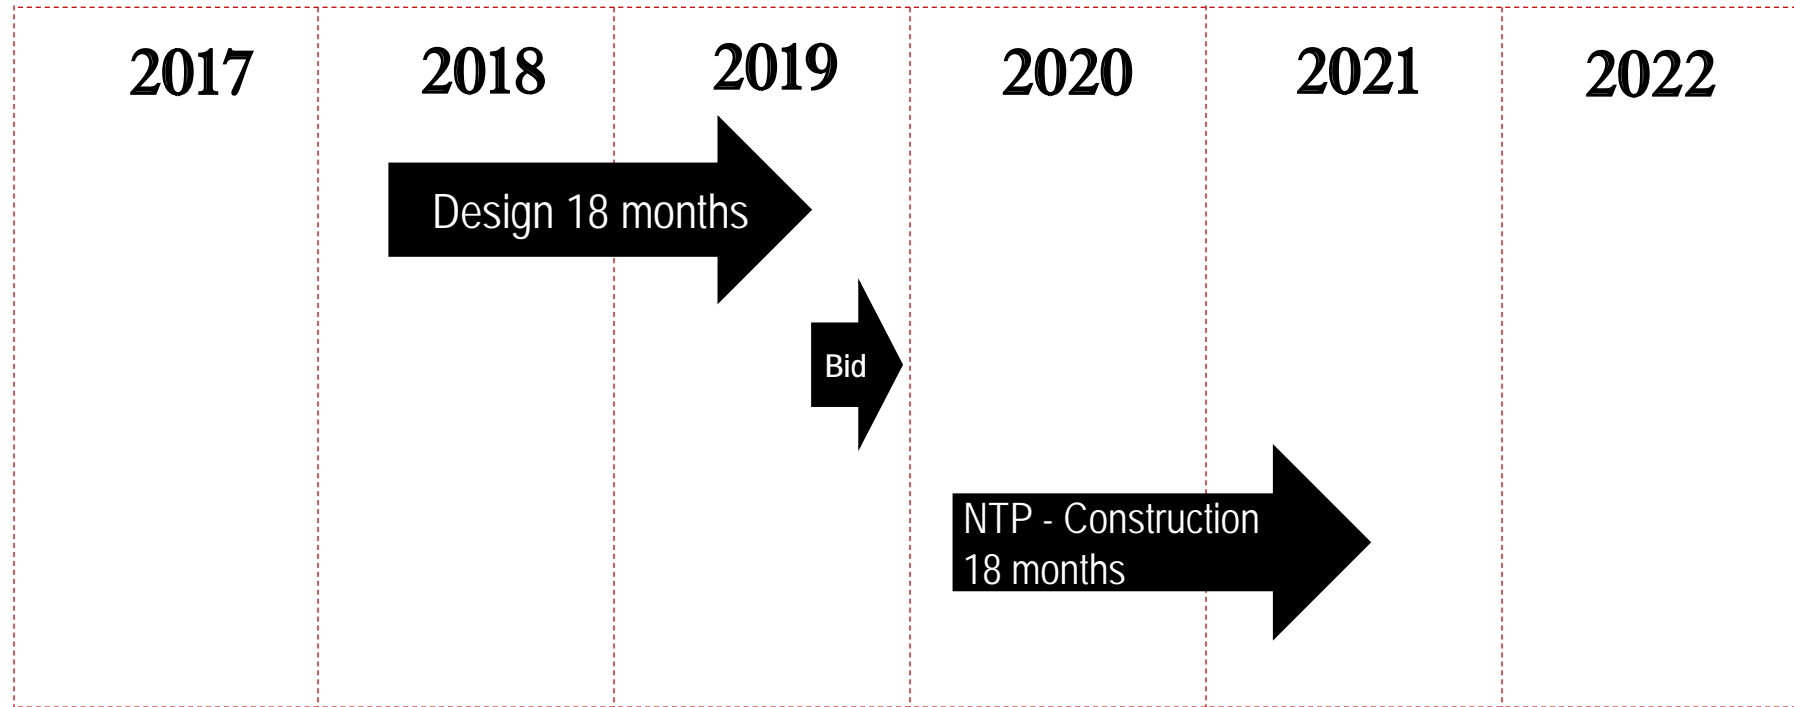 2017 2018 2019 2020 2021 2022
Design 18 months
Bid
NTP - Construction
18 months